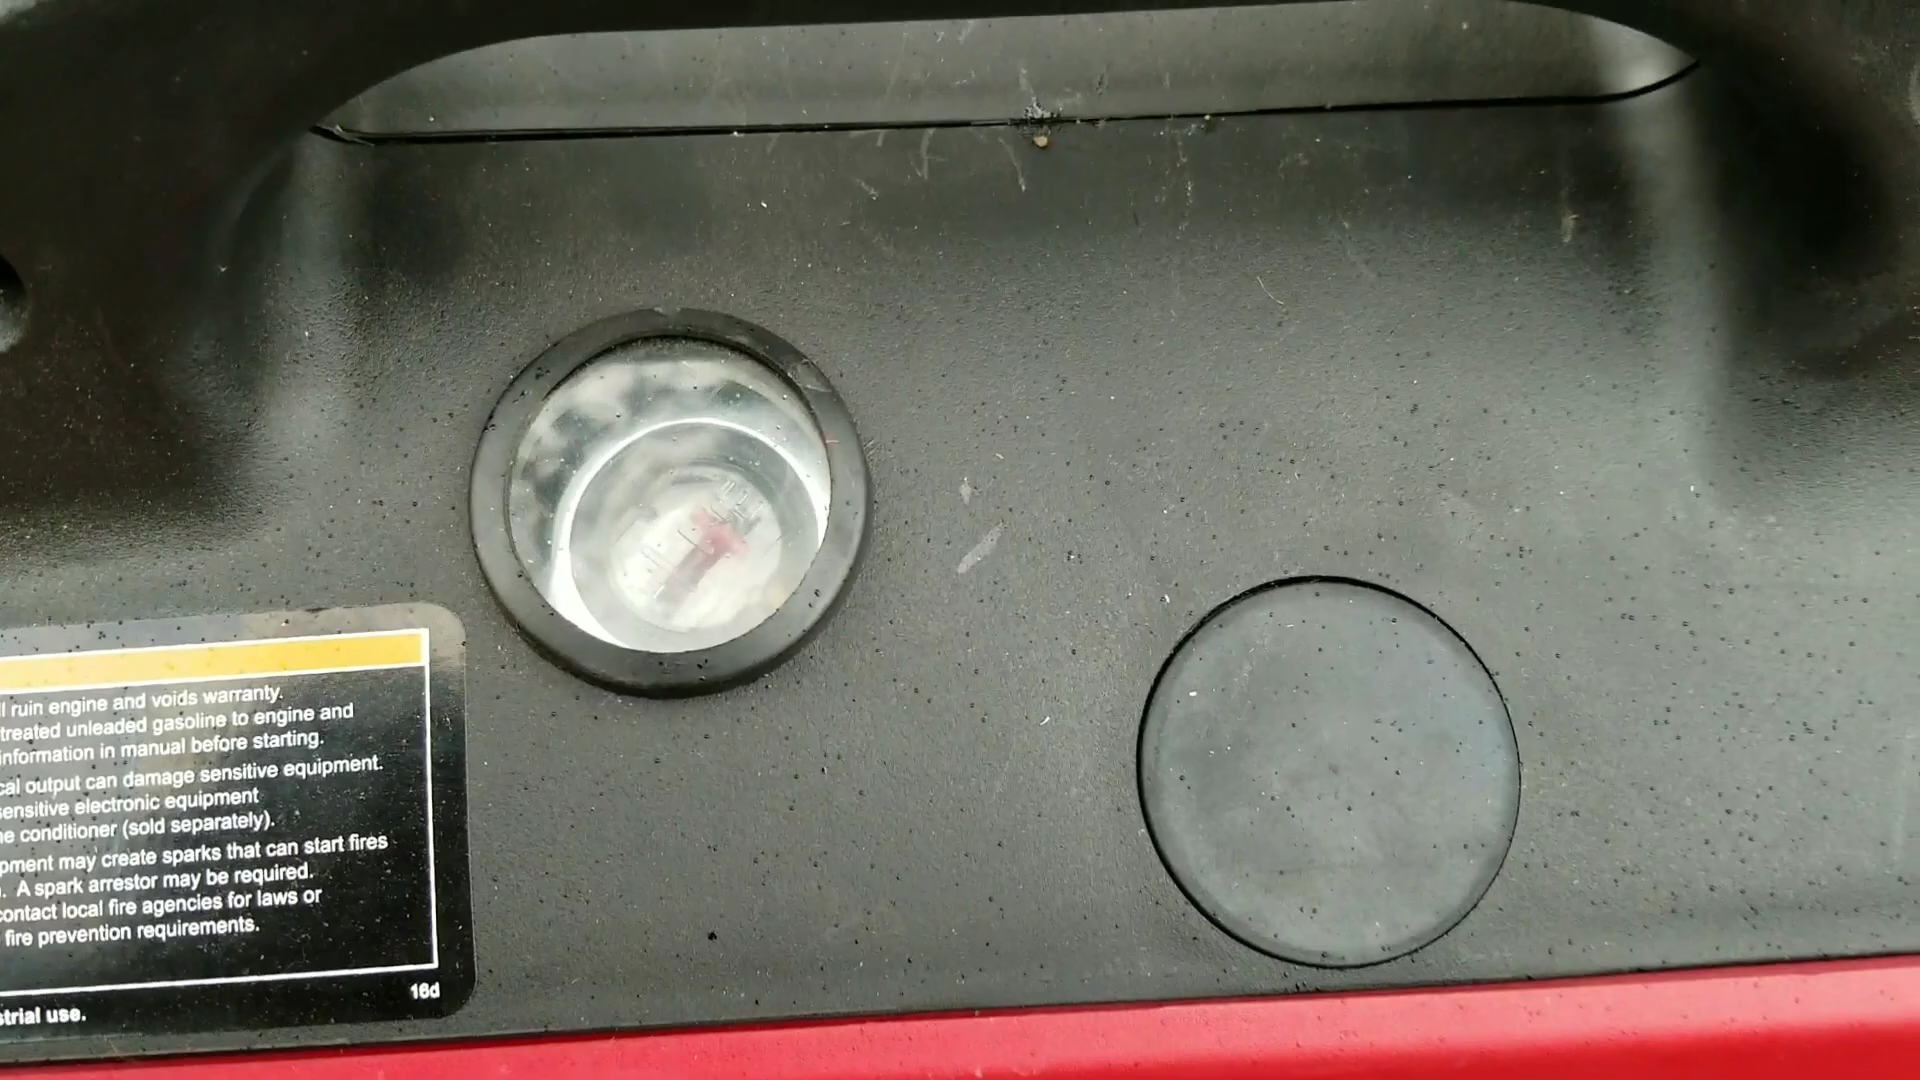 ll ruin engine and voids warranty.
treated unleaded gasoline to engine and
information in manual before starting.
cal output can damage sensitive equipment.
sensitive electronic equipment
ne conditioner (sold separately).
pment may create sparks that can start fires
. A spark arrestor may be required.
contact local fire agencies for laws or
fire prevention requirements.
16d
strial use.